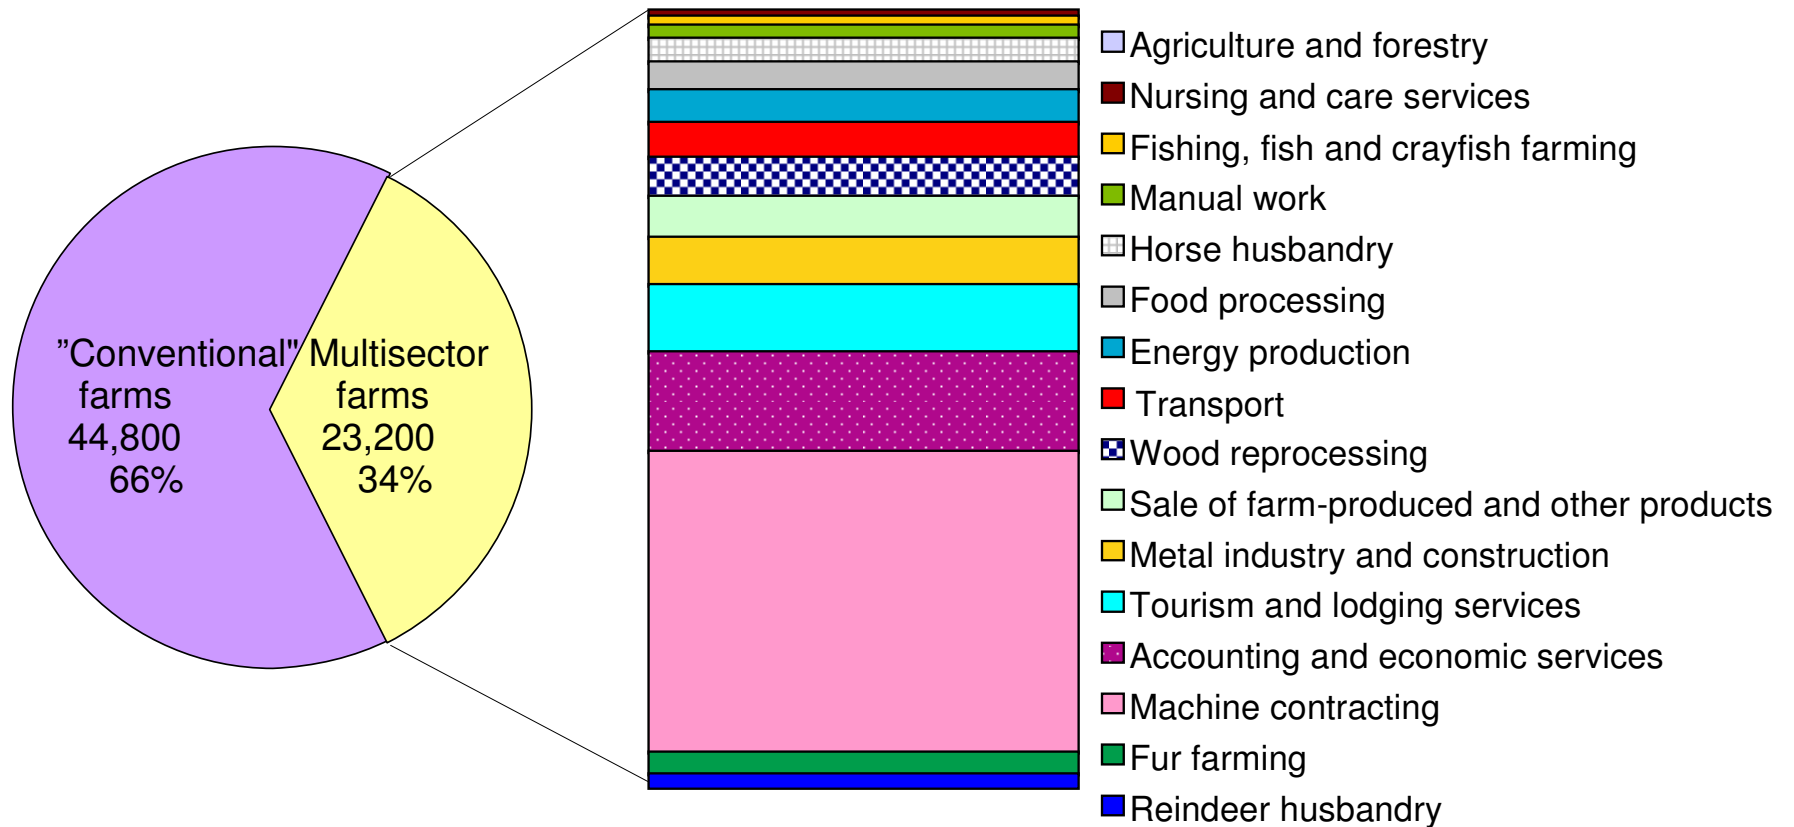 ”Conventional"
farms
44,800
66%
Multisector
farms
23,200
34%
Agriculture and forestry
Nursing and care services
Fishing, fish and crayfish farming
Manual work
Horse husbandry
Food processing
Energy production
Transport
Wood reprocessing
Sale of farm-produced and other products
Metal industry and construction
Tourism and lodging services
Accounting and economic services
Machine contracting
Fur farming
Reindeer husbandry